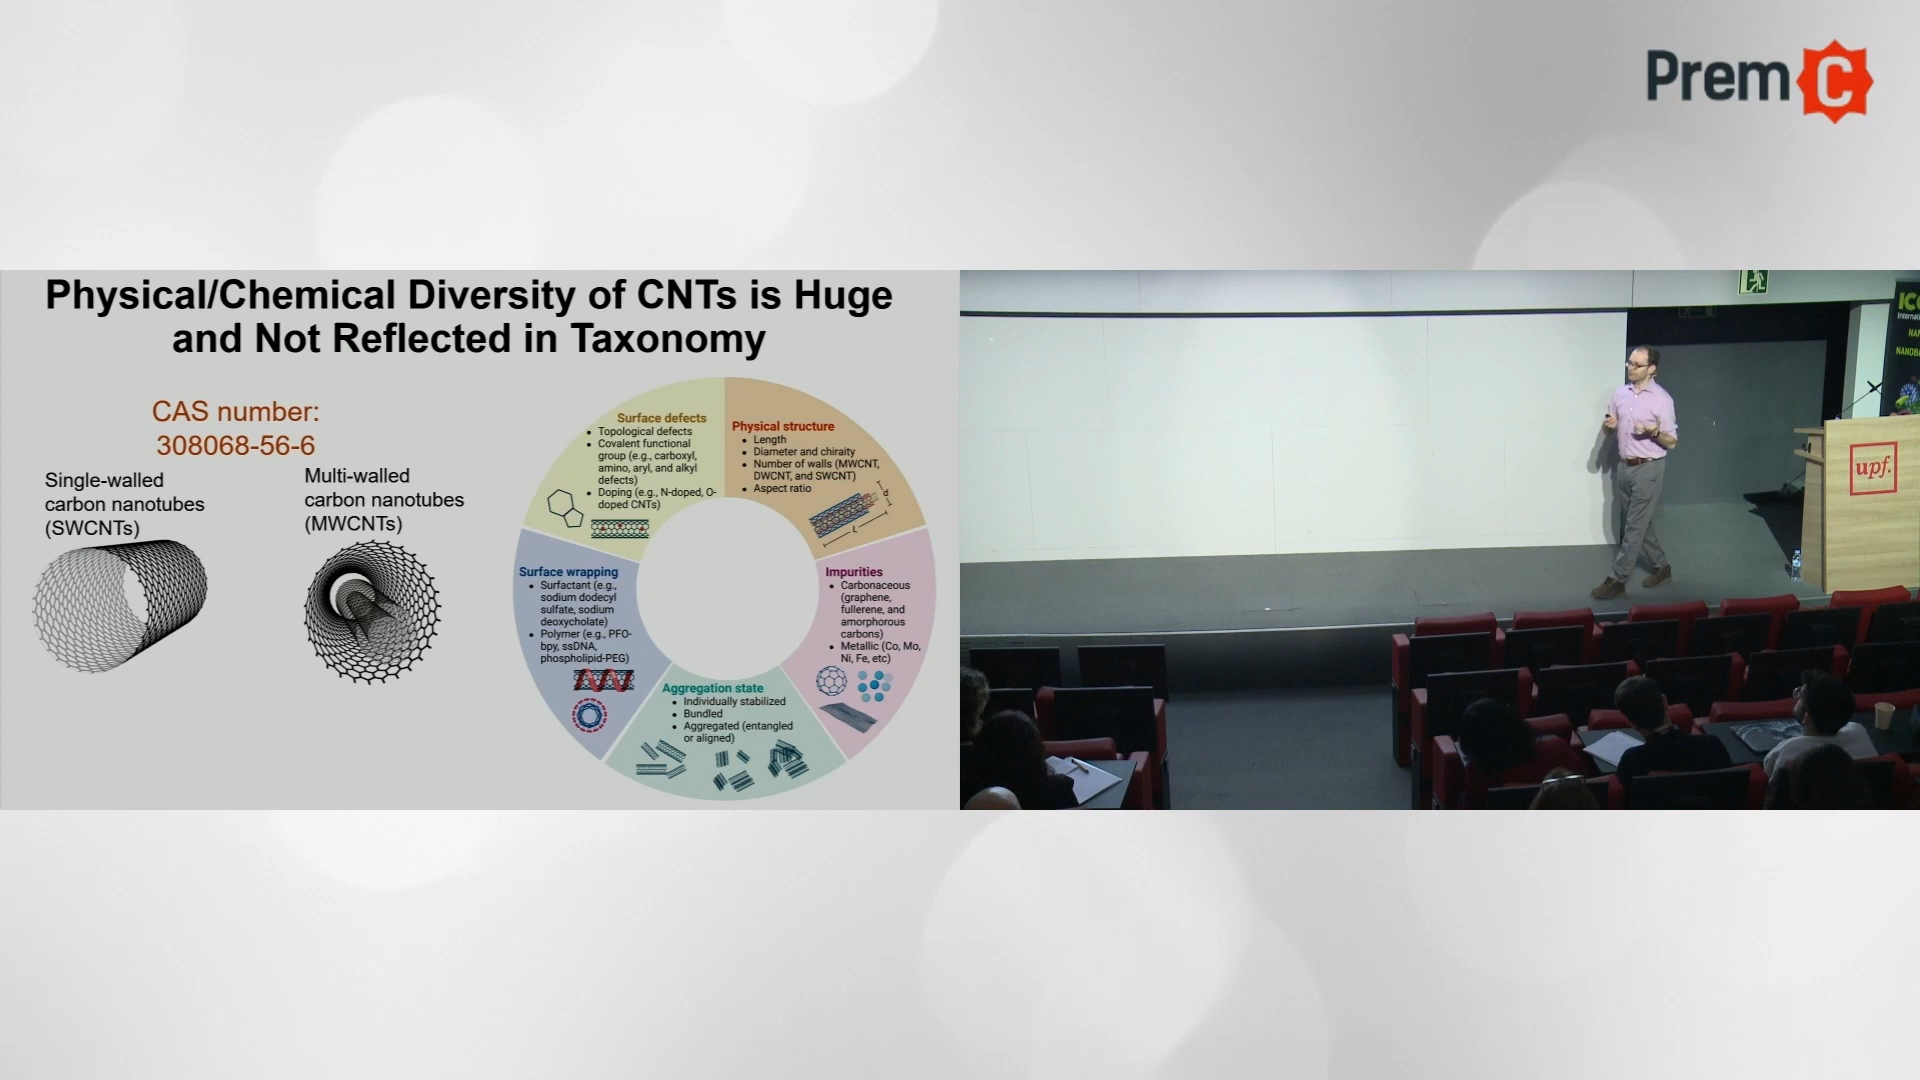 Prem C
Physical/Chemical Diversity of CNTs is Huge
and Not Reflected in Taxonomy
CAS number:
308068-56-6
Single-walled
carbon nanotubes
(SWCNTs)
Multi-walled
carbon nanotubes
(MWCNTs)
Surface defects
• Topological defects
• Covalent functional
group (e.g., carboxyl,
amino, aryl, and alkyl
defects)
• Doping (e.g., N-doped, O-
doped CNTs)
Physical structure
• Length
• Diameter and chiraity
• Number of walls (MWCNT,
DWCNT, and SWCNT)
• Aspect ratio
d
L
Surface wrapping
• Surfactant (e.g.,
sodium dodecyl
sulfate, sodium
deoxycholate)
• Polymer (e.g., PFO-
bpy, ssDNA,
phospholipid-PEG)
Impurities
• Carbonaceous
(graphene,
fullerene, and
amorphorous
carbons)
• Metallic (Co, Mo,
Ni, Fe, etc)
Aggregation state
• Individually stabilized
• Bundled
• Aggregated (entangled
or aligned)
upf.